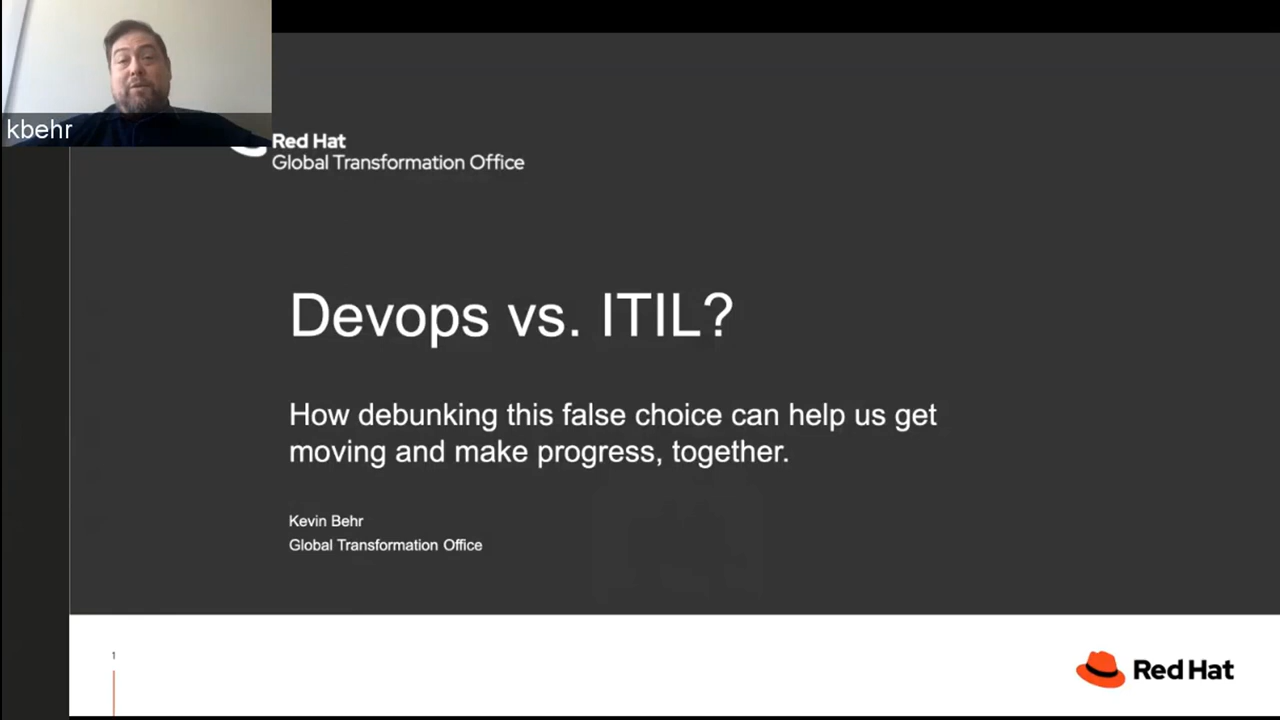 kbehr
Red Hat
Global Transformation Office
Devops vs. ITIL?
How debunking this false choice can help us get
moving and make progress, together.
Kevin Behr
Global Transformation Office
1
Red Hat